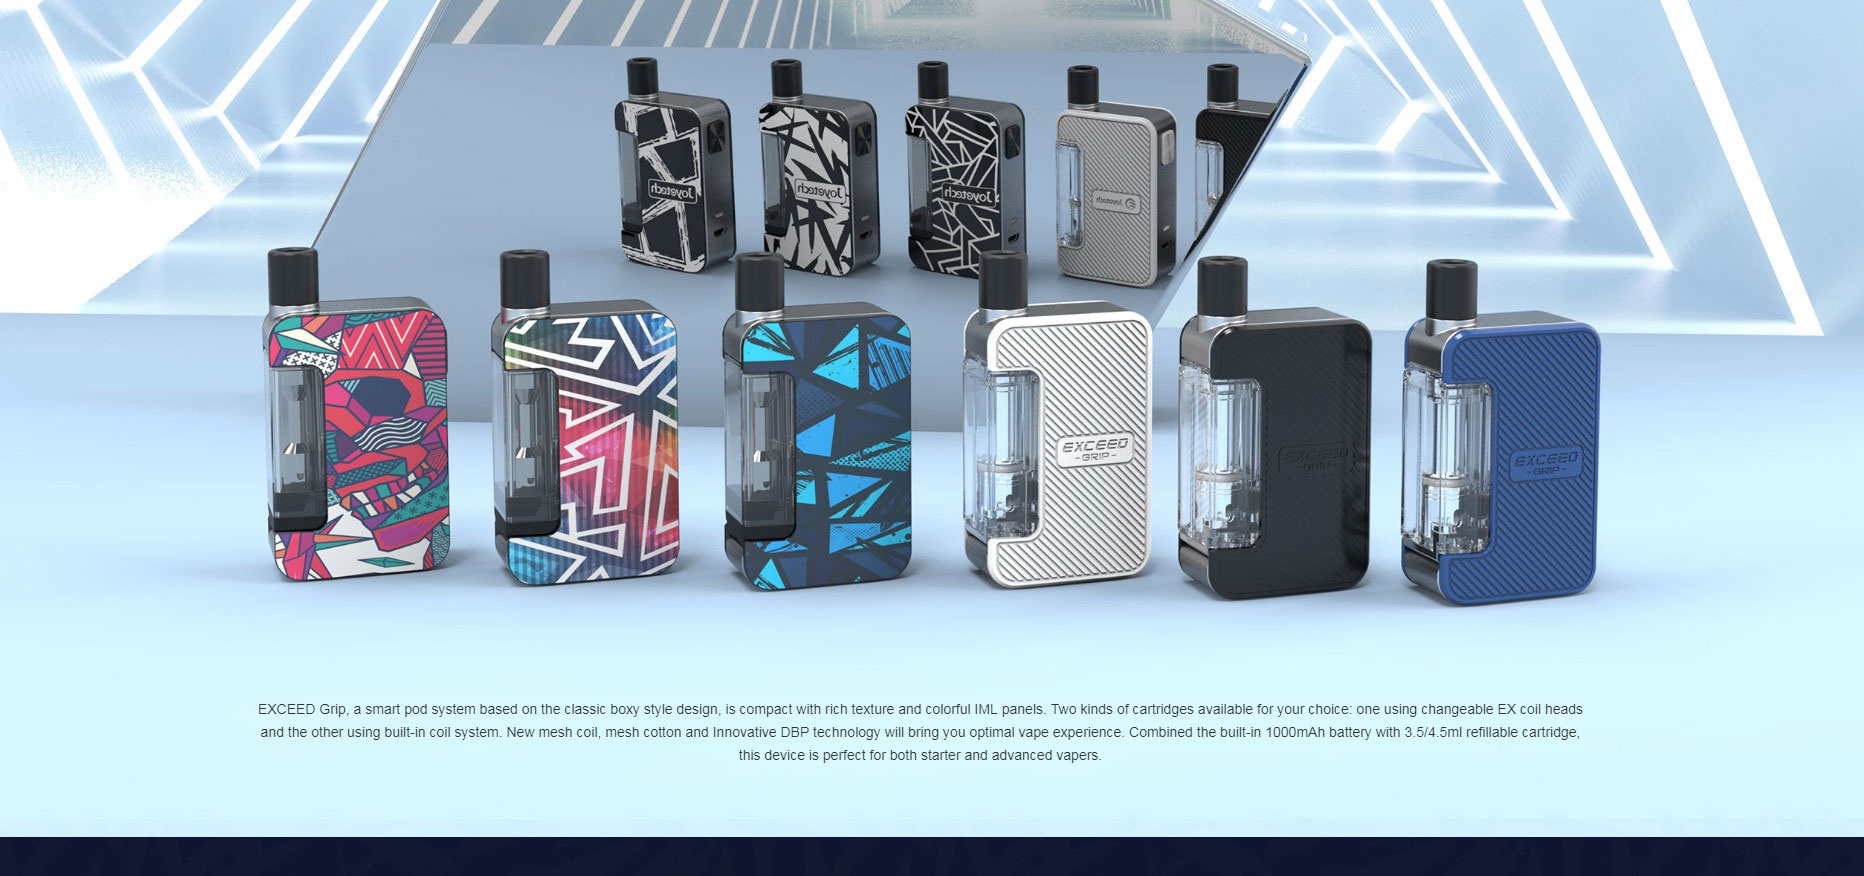 Joyetech
Joyetech
Joyetech
Joyetech
EXCEED
-GRIP-
EXCEED
-GRIP-
EXCEED
-GRIP-
EXCEED Grip, a smart pod system based on the classic boxy style design, is compact with rich texture and colorful IML panels. Two kinds of cartridges available for your choice: one using changeable EX coil heads
and the other using built-in coil system. New mesh coil, mesh cotton and Innovative DBP technology will bring you optimal vape experience. Combined the built-in 1000mAh battery with 3.5/4.5ml refillable cartridge,
this device is perfect for both starter and advanced vapers.